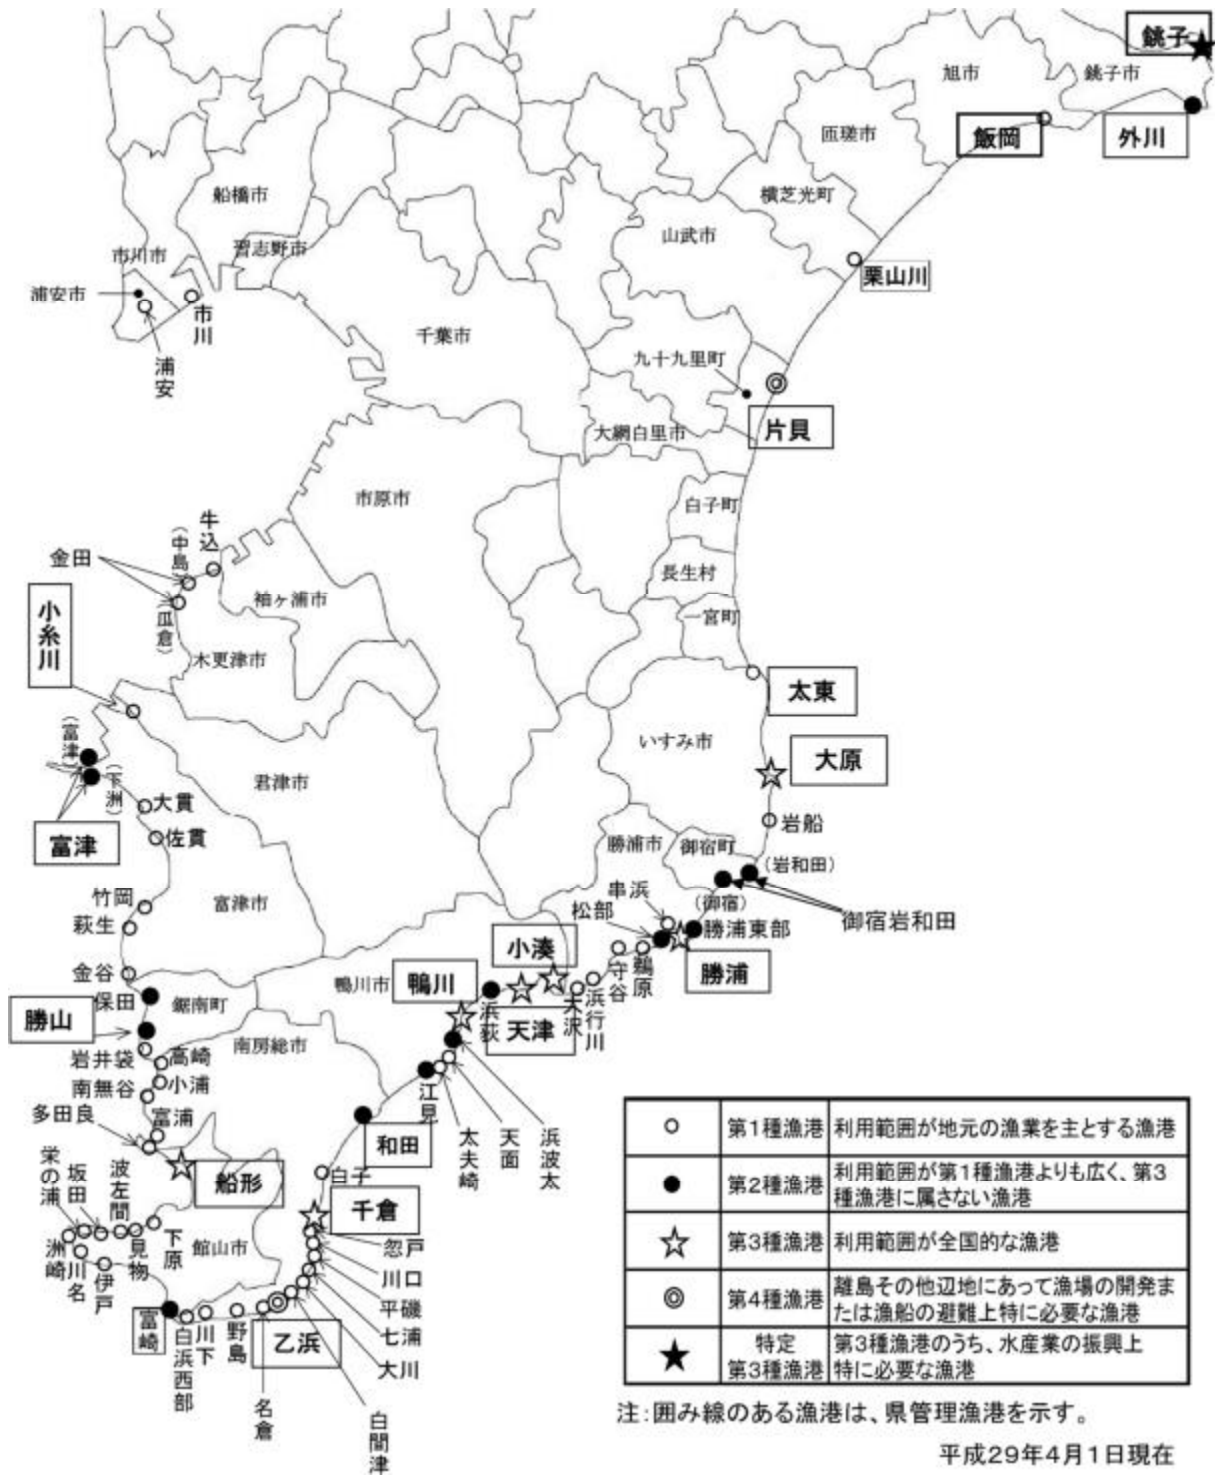 銚子
旭市
銚子市
飯岡
外川
匝瑳市
横芝光町
船橋市
山武市
習志野市
市川市
栗山川
浦安市
市川
浦安
千葉市
九十九里町
片貝
大網白里市
市原市
白子町
牛込
(中島)
金田
(瓜倉)
長生村
袖ヶ浦市
一宮町
小糸川
木更津市
太東
いすみ市
(富津)
(下洲)
富津
君津市
大原
大貫
佐貫
岩船
勝浦市
御宿町
(岩和田)
竹岡
萩生
富津市
串浜
松部
(御宿)
勝浦東部
御宿岩和田
小湊
守谷
鵜原
勝浦
金谷
鴨川市
鴨川
保田
鋸南町
浜荻
天津
大沢
浜行川
勝山
岩井袋
高崎
南房総市
南無谷
小浦
多田良
富浦
江見
太夫崎
天面
浜波太
和田
栄の浦
坂田
波左間
船形
白子
千倉
洲崎
川名
伊戸
見物
下原
館山市
忽戸
川口
平磯
七浦
大川
富崎
白浜西部
川下
野島
乙浜
名倉
白間津
第1種漁港 利用範囲が地元の漁業を主とする漁港
第2種漁港 利用範囲が第1種漁港よりも広く、第3
種漁港に属さない漁港
第3種漁港 利用範囲が全国的な漁港
第4種漁港 離島その他辺地にあって漁場の開発ま
たは漁船の避難上特に必要な漁港
特定
第3種漁港 第3種漁港のうち、水産業の振興上
特に必要な漁港
注:囲み線のある漁港は、県管理漁港を示す。
平成29年4月1日現在